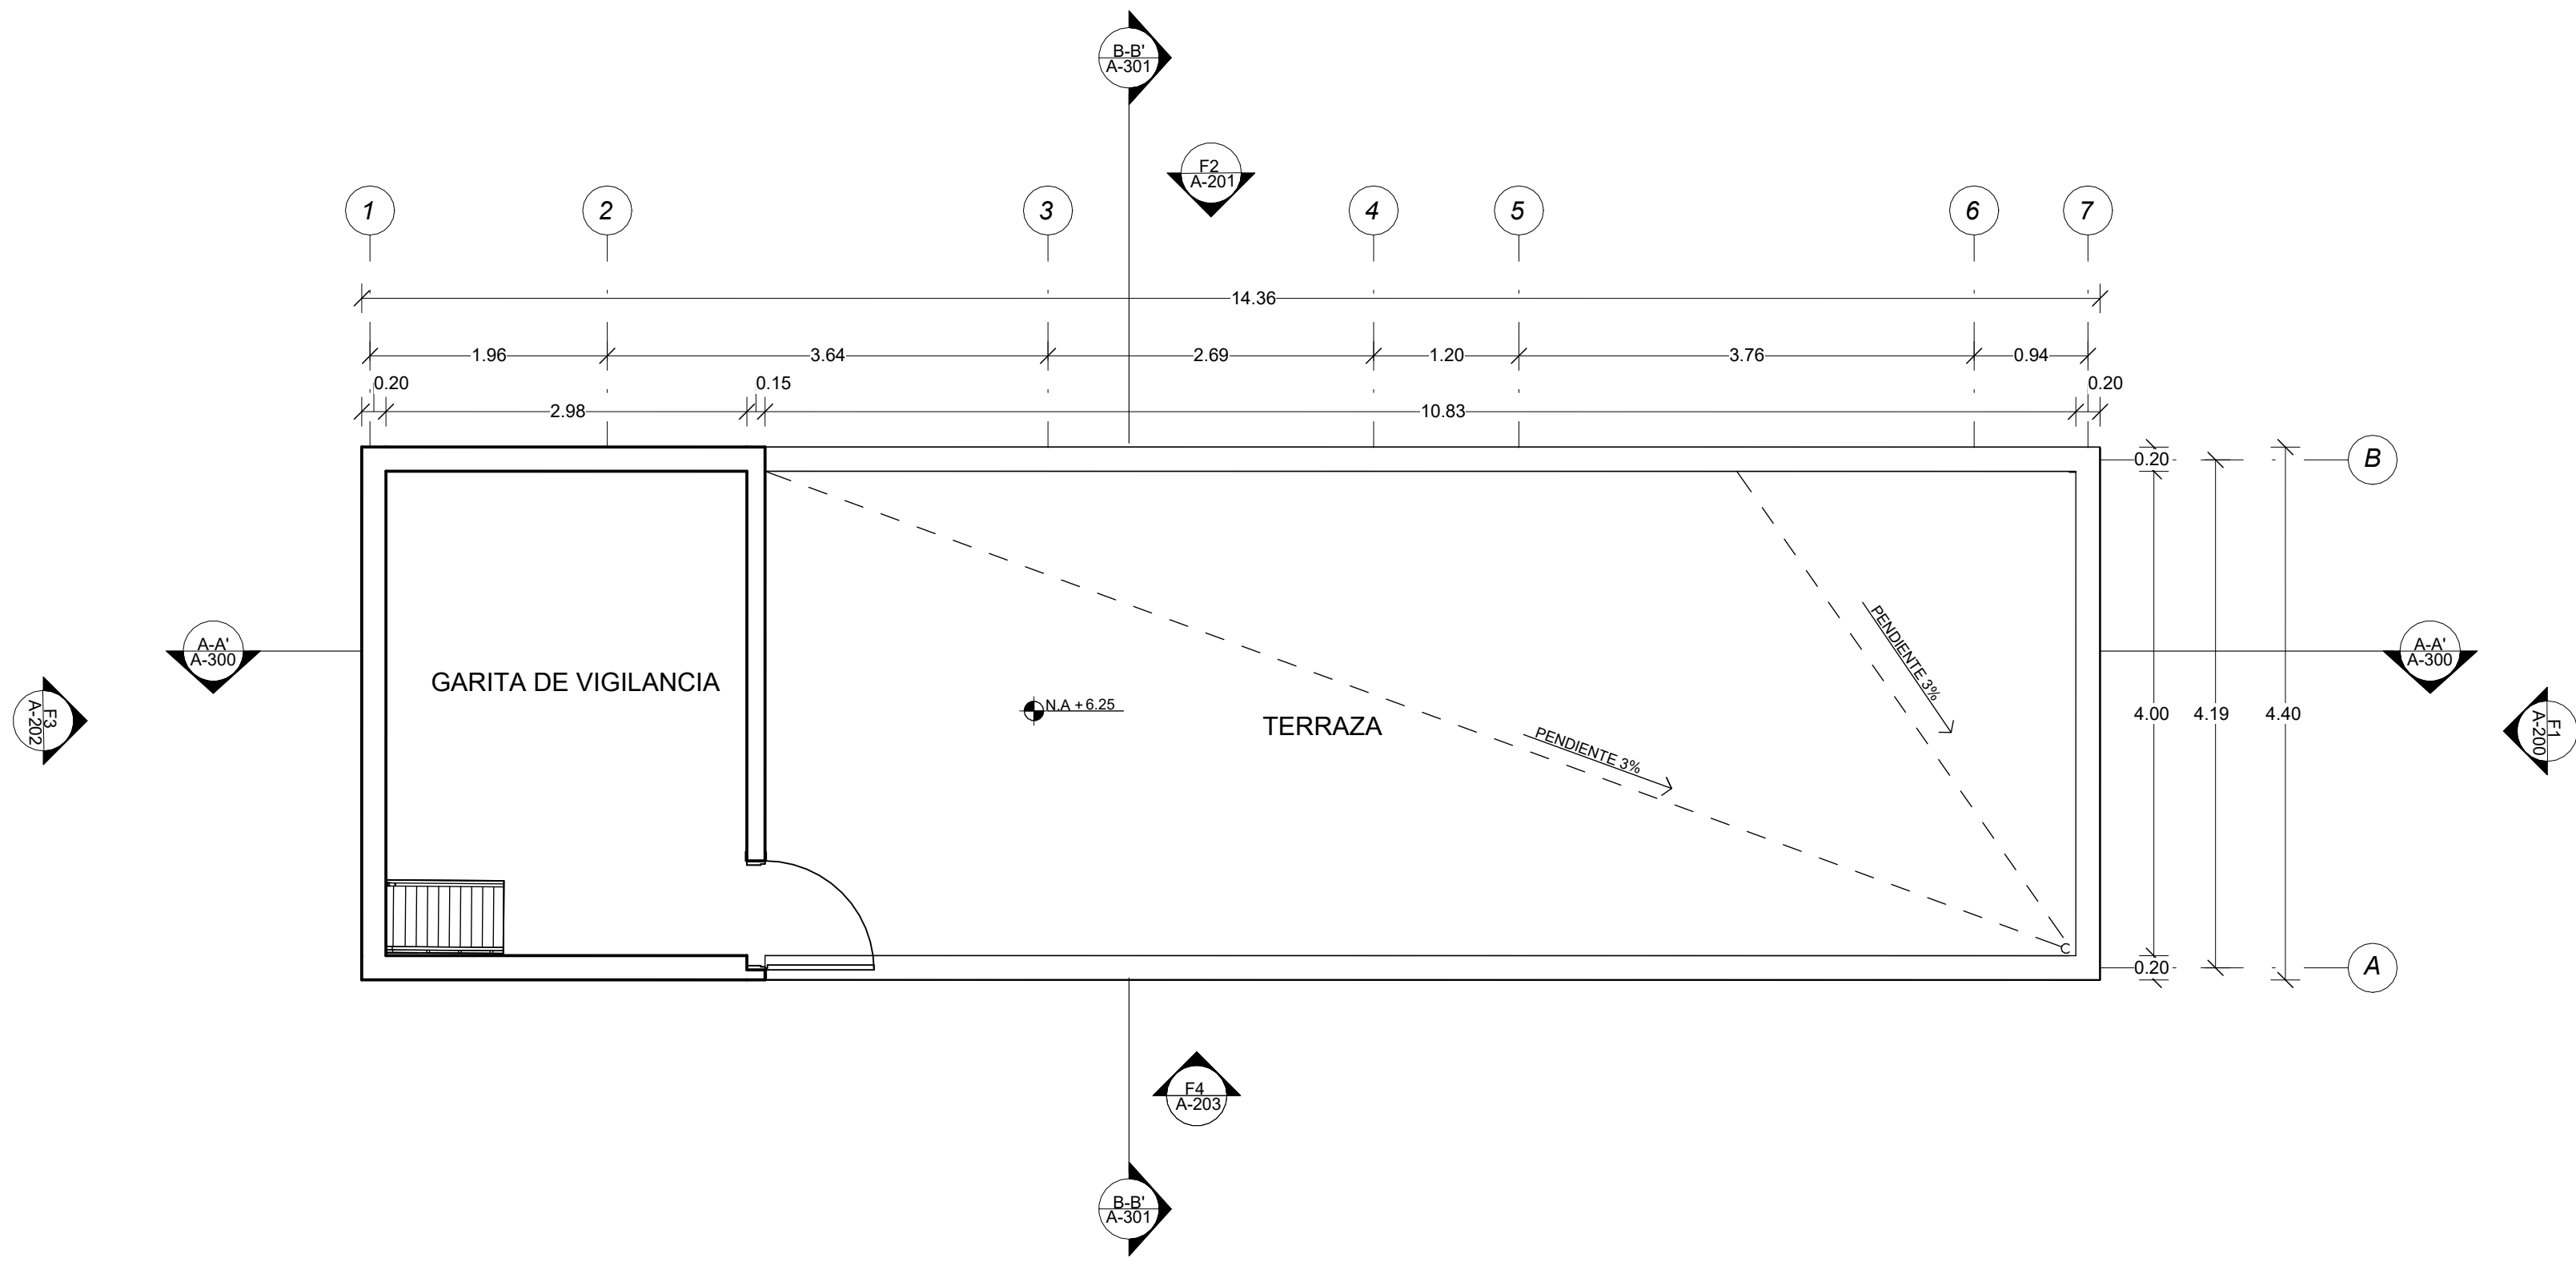 B-B'
A-301
F2
A-201
1 2 3 4 5 6 7
14.36
1.96 3.64 2.69 1.20 3.76 0.94
0.20 0.15 0.20
2.98 10.83
0.20 B
A-A'
A-300
GARITA DE VIGILANCIA
F3
A-202
N.A +6.25
TERRAZA
PENDIENTE 3%
PENDIENTE 3%
A-A'
A-300
4.00 4.19 4.40
F1
A-200
C
0.20 A
F4
A-203
B-B'
A-301